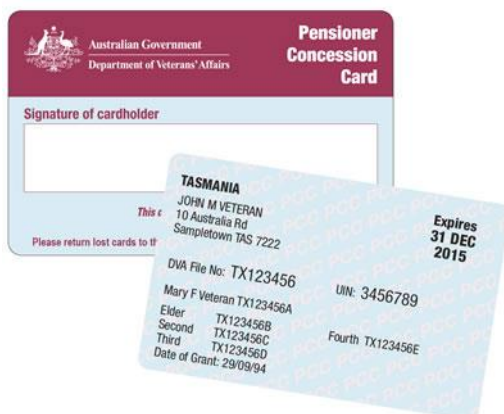 Australian Government
Department of Veterans' Affairs
Pensioner
Concession
Card
Signature of cardholder
This c
Please return lost cards to th
TASMANIA
JOHN M VETERAN
10 Australia Rd
Sampletown TAS 7222
Expires
31 DEC
2015
DVA File No: TX123456
UIN: 3456789
Mary F Veteran TX123456A
Elder TX123456B
Second TX123456C
Third TX123456D
Fourth TX123456E
Date of Grant: 29/09/94